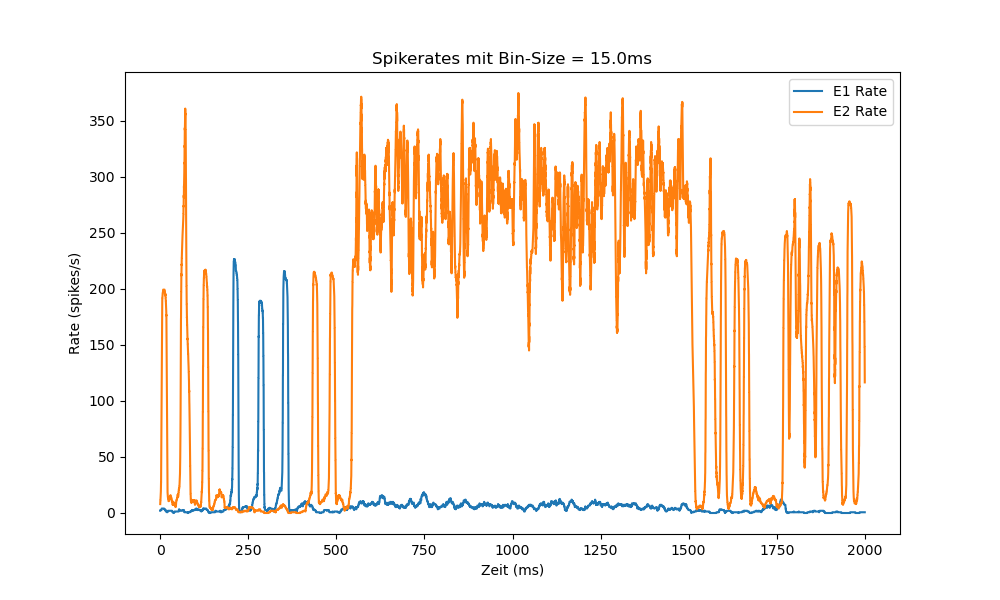 Spikerates mit Bin-Size = 15.0ms
E1 Rate
E2 Rate
Rate (spikes/s)
350
300
250
200
150
100
50
0
0 250 500 750 1000 1250 1500 1750 2000
Zeit (ms)